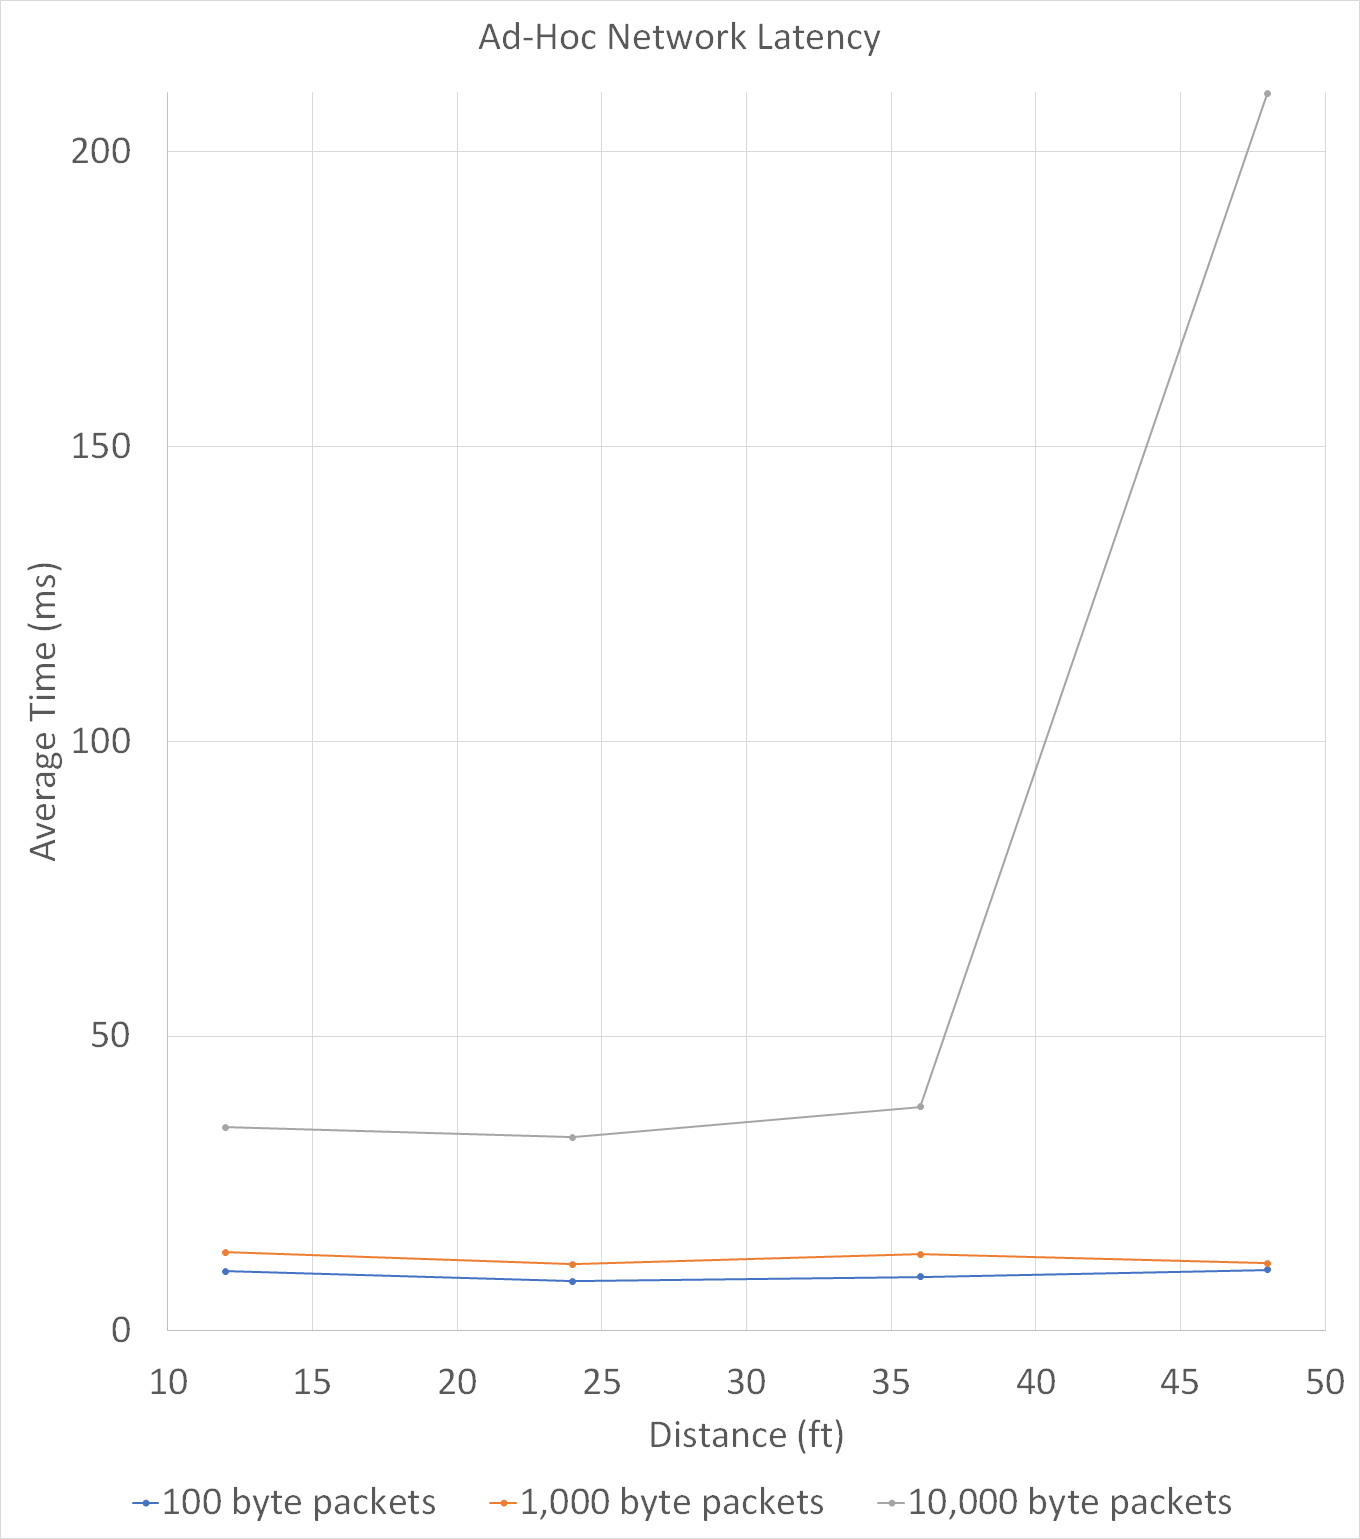 Ad-Hoc Network Latency
200
150
100
50
0
Average Time (ms)
10 15 20 25 30 35 40 45 50
Distance (ft)
100 byte packets 1,000 byte packets 10,000 byte packets